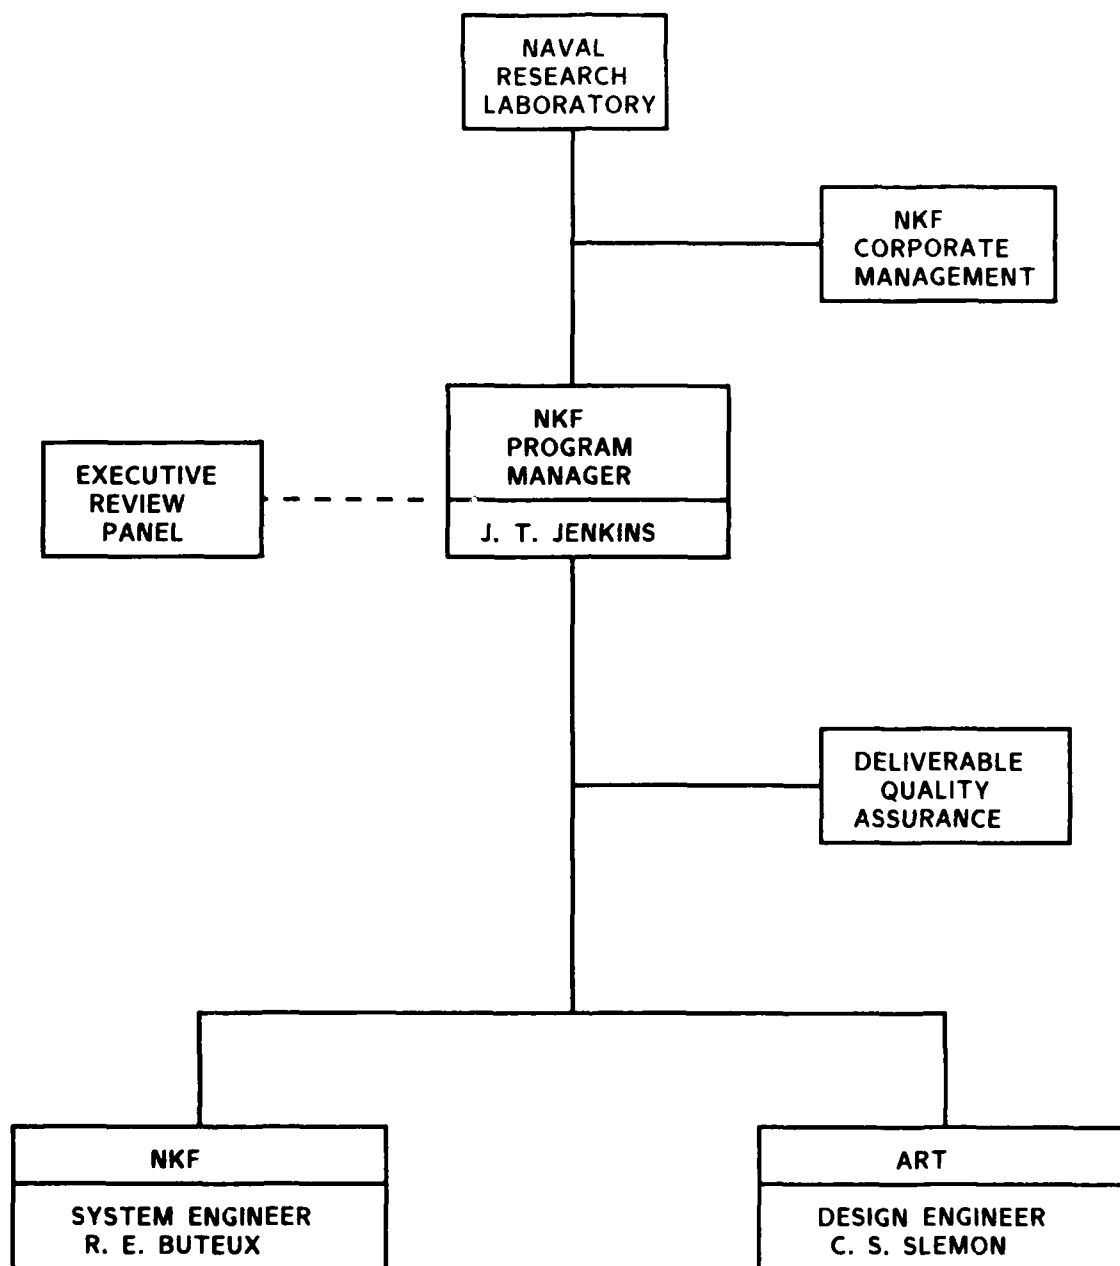 NAVAL
RESEARCH
LABORATORY
NKF
CORPORATE
MANAGEMENT
NKF
PROGRAM
MANAGER
J. T. JENKINS
EXECUTIVE
REVIEW
PANEL
DELIVERABLE
QUALITY
ASSURANCE
NKF
SYSTEM ENGINEER
R. E. BUTEUX
ART
DESIGN ENGINEER
C. S. SLEMON